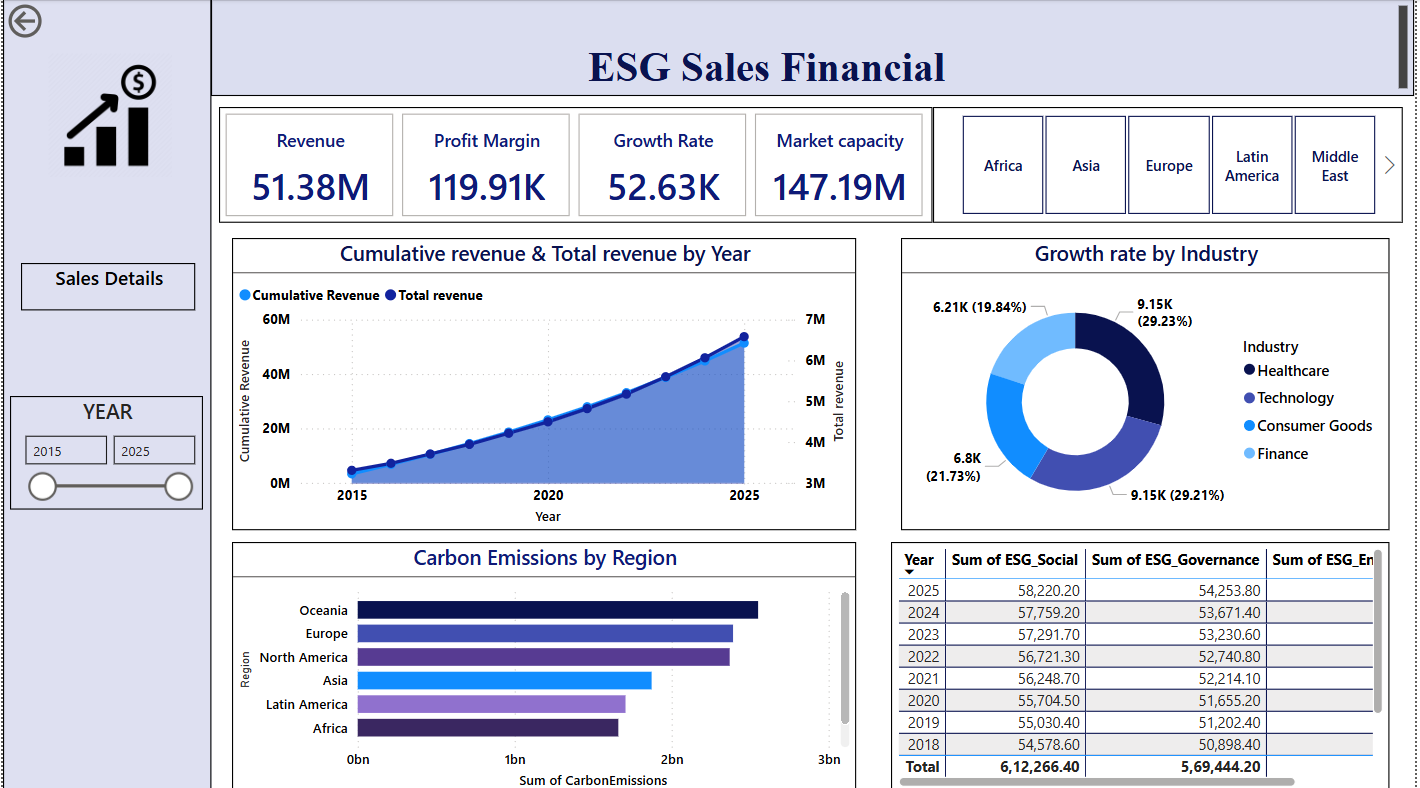 ESG Sales Financial
Revenue
51.38M
Profit Margin
119.91K
Growth Rate
52.63K
Market capacity
147.19M
Africa
Asia
Europe
Latin
America
Middle
East
Sales Details
YEAR
2015 2025
Cumulative revenue & Total revenue by Year
Cumulative Revenue Total revenue
60M
40M
20M
0M
Cumulative Revenue
7M
6M
5M
4M
3M
Total revenue
2015 2020 2025
Year
Growth rate by Industry
6.21K (19.84%)
9.15K
(29.23%)
6.8K
(21.73%)
9.15K (29.21%)
Industry
Healthcare
Technology
Consumer Goods
Finance
Carbon Emissions by Region
Region
Oceania
Europe
North America
Asia
Latin America
Africa
0bn 1bn 2bn 3bn
Sum of CarbonEmissions
Year Sum of ESG_Social Sum of ESG_Governance Sum of ESG_En
2025 58,220.20 54,253.80
2024 57,759.20 53,671.40
2023 57,291.70 53,230.60
2022 56,721.30 52,740.80
2021 56,248.70 52,214.10
2020 55,704.50 51,655.20
2019 55,030.40 51,202.40
2018 54,578.60 50,898.40
Total 6,12,266.40 5,69,444.20